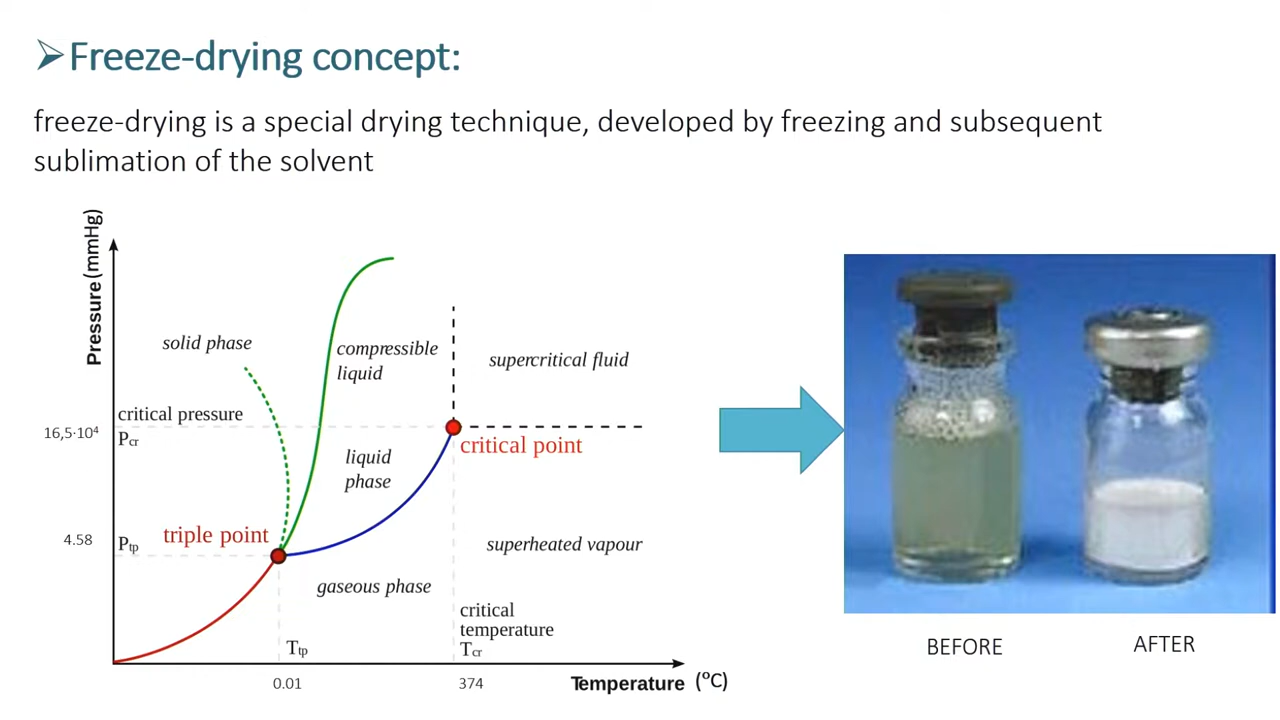 Freeze-drying concept:
freeze-drying is a special drying technique, developed by freezing and subsequent
sublimation of the solvent
Pressure (mmHg)
solid phase
compressible
liquid
supercritical fluid
critical pressure
16,5·10⁴
Pcr
critical point
liquid
phase
triple point
4.58
Ptp
superheated vapour
gaseous phase
critical
temperature
Ttp
Tcr
0.01
374
Temperature (ºC)
BEFORE
AFTER